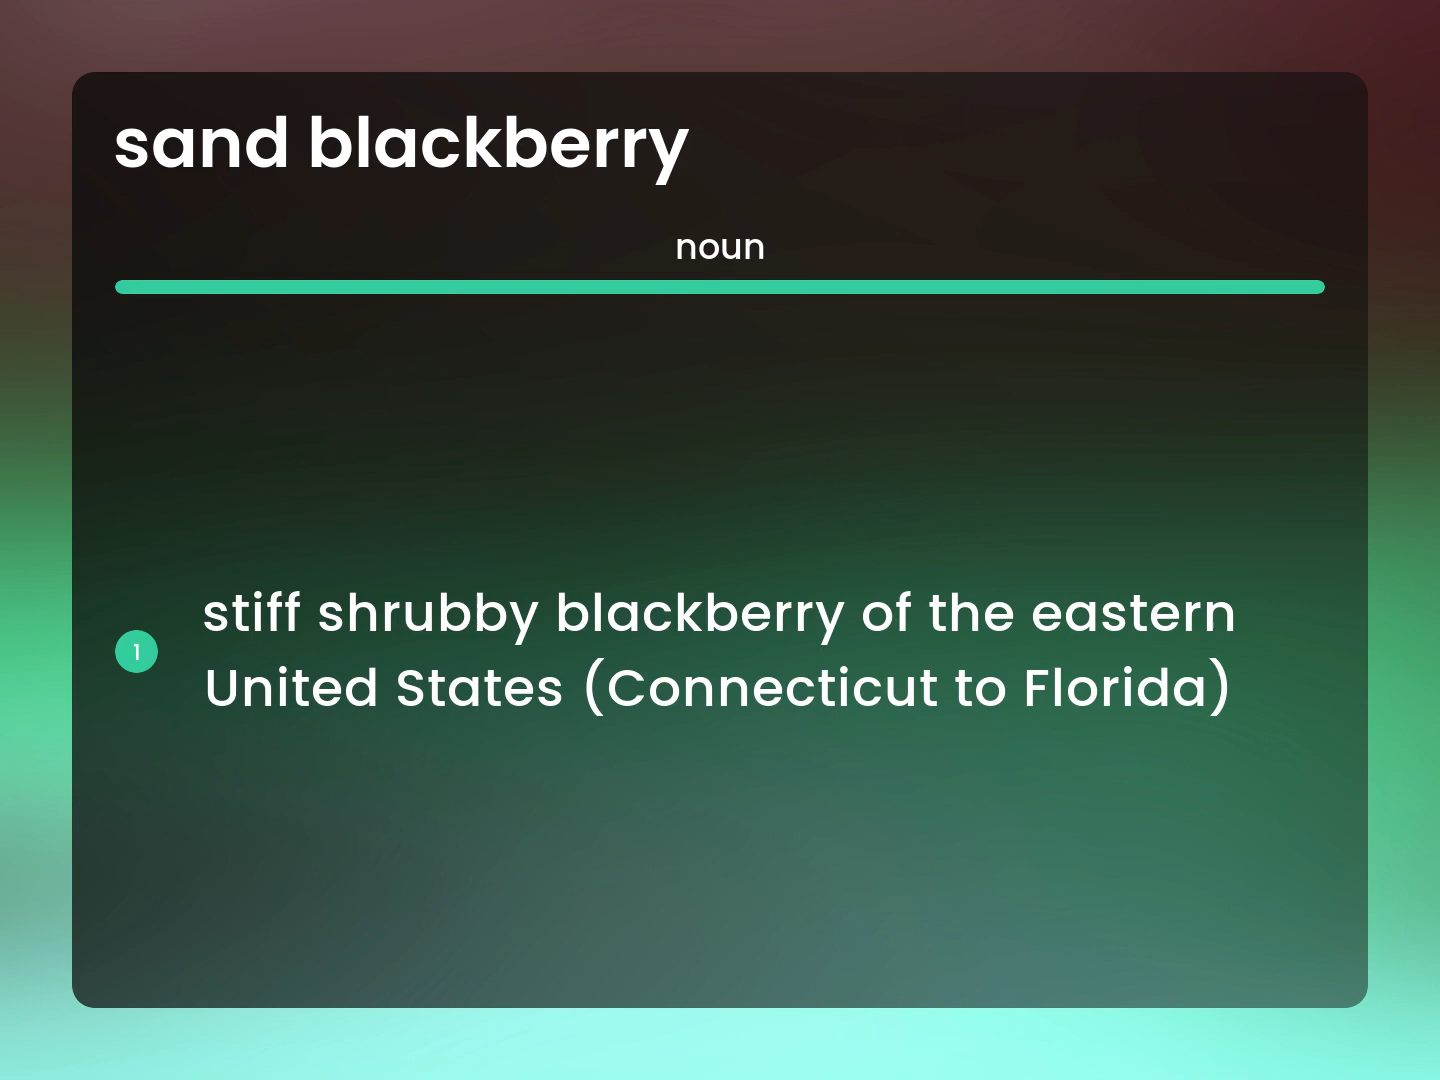 sand blackberry
noun
1
stiff shrubby blackberry of the eastern
United States (Connecticut to Florida)